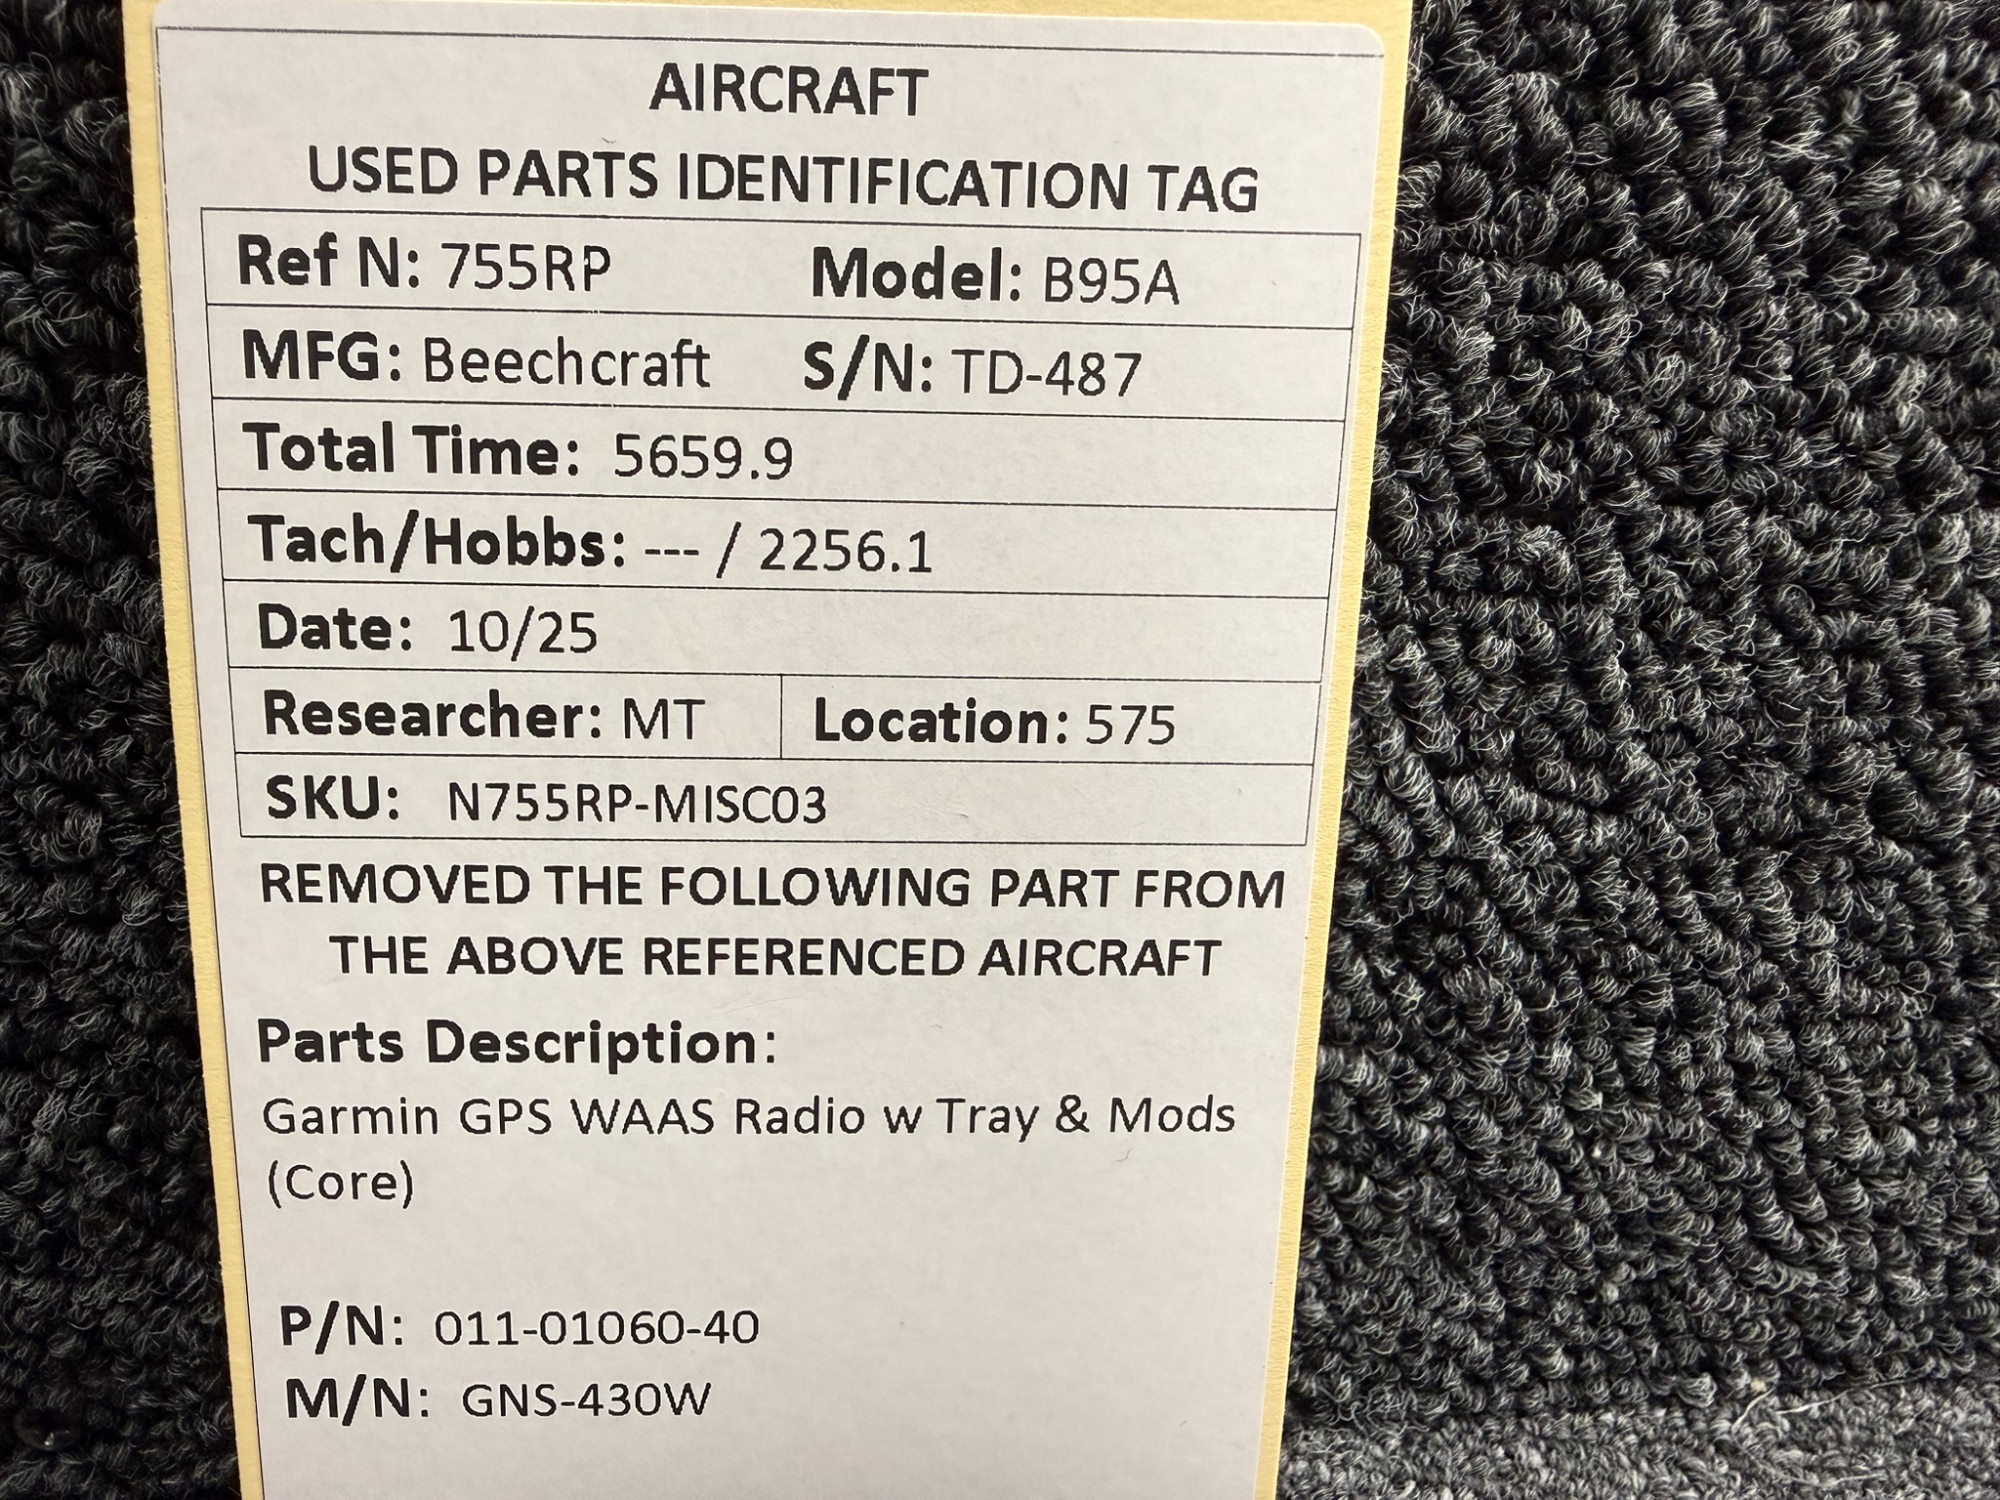 AIRCRAFT
USED PARTS IDENTIFICATION TAG
Ref N: 755RP Model: B95A
MFG: Beechcraft S/N: TD-487
Total Time: 5659.9
Tach/Hobbs: --- / 2256.1
Date: 10/25
Researcher: MT Location: 575
SKU: N755RP-MISC03
REMOVED THE FOLLOWING PART FROM
THE ABOVE REFERENCED AIRCRAFT
Parts Description:
Garmin GPS WAAS Radio w Tray & Mods
(Core)
P/N: 011-01060-40
M/N: GNS-430W